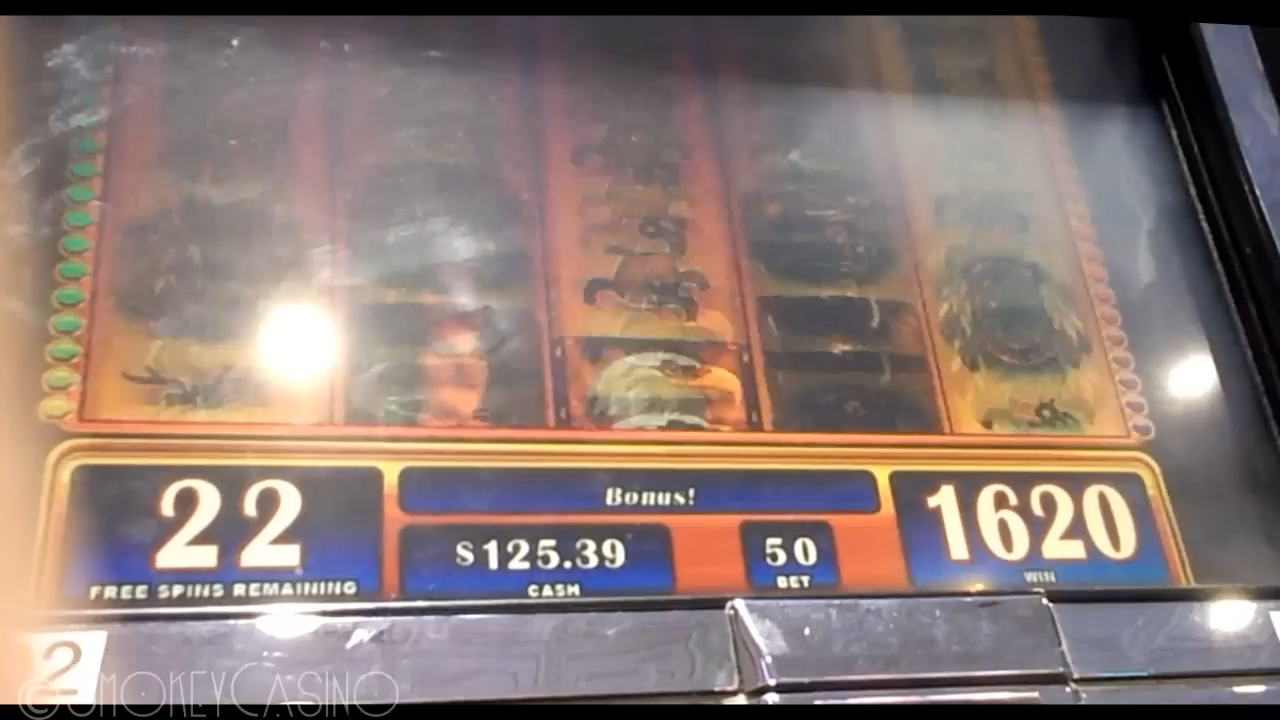 Bonus!
22
FREE SPINS REMAINING
$125.39
CASH
50
BET
1620
WIN
2
© SMOKEYCASINO